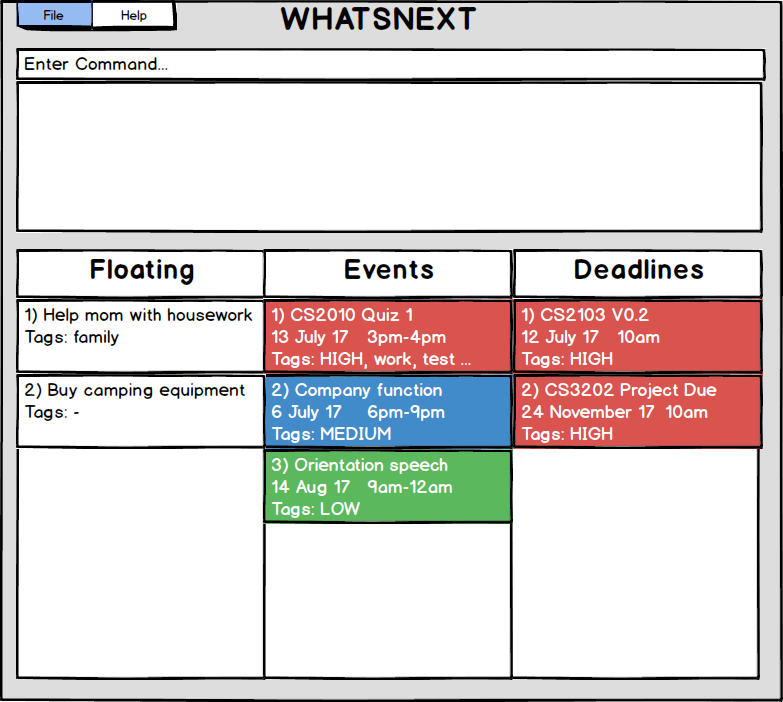 File Help
WHATSNEXT
Enter Command...
Floating
Events
Deadlines
1) Help mom with housework
Tags: family
2) Buy camping equipment
Tags: -
1) CS2010 Quiz 1
13 July 17 3pm-4pm
Tags: HIGH, work, test ...
2) Company function
6 July 17 6pm-9pm
Tags: MEDIUM
3) Orientation speech
14 Aug 17 9am-12am
Tags: LOW
1) CS2103 V0.2
12 July 17 10am
Tags: HIGH
2) CS3202 Project Due
24 November 17 10am
Tags: HIGH